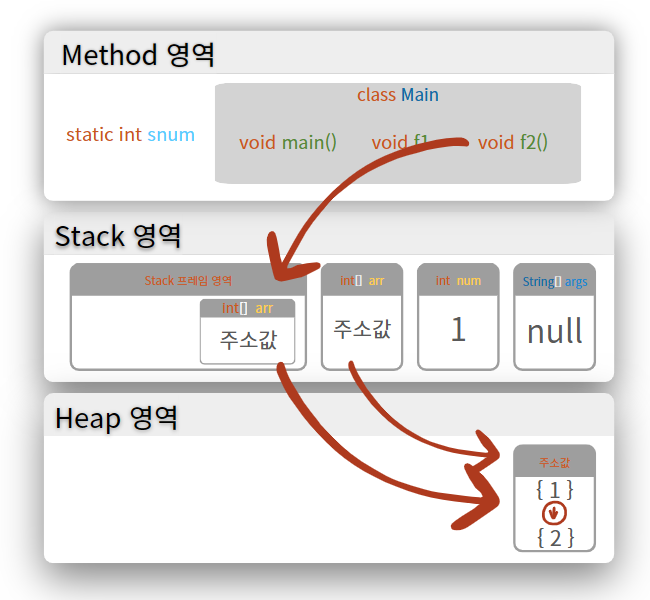 Method 영역
class Main
static int snum
void main() void f1 void f2()
Stack 영역
Stack 프레임 영역
int[] arr
주소값
int[] arr
주소값
int num
1
String[] args
null
Heap 영역
주소값
{ 1 }
{ 2 }